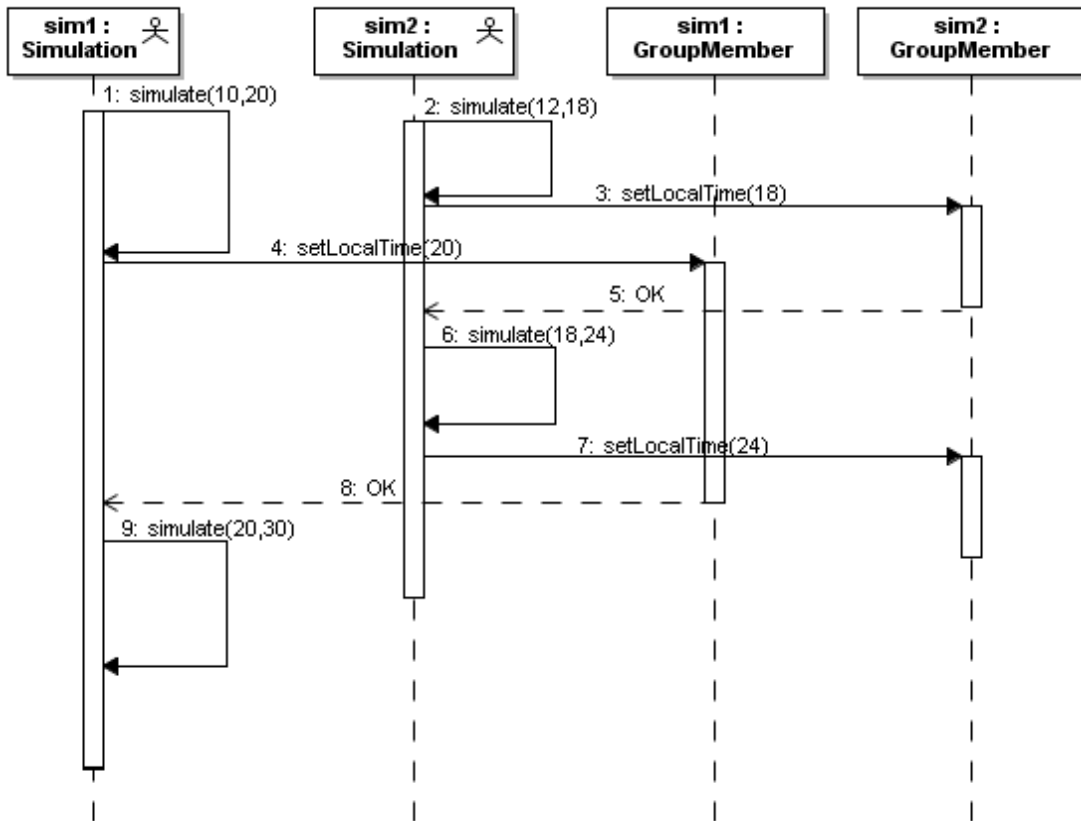 sim1 :
Simulation
sim2 :
Simulation
sim1 :
GroupMember
sim2 :
GroupMember
1: simulate(10,20)
2: simulate(12,18)
3: setLocalTime(18)
4: setLocalTime(20)
5: OK
6: simulate(18,24)
7: setLocalTime(24)
8: OK
9: simulate(20,30)